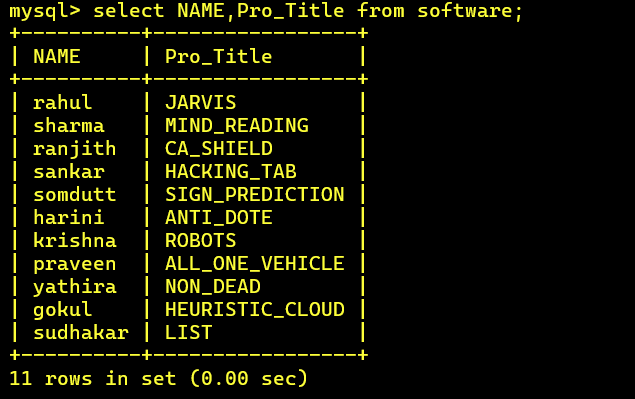 mysql> select NAME,Pro_Title from software;
+----------+-----------------+
| NAME     | Pro_Title       |
+----------+-----------------+
| rahul    | JARVIS          |
| sharma   | MIND_READING    |
| ranjith  | CA_SHIELD       |
| sankar   | HACKING_TAB     |
| somdutt  | SIGN_PREDICTION |
| harini   | ANTI_DOTE       |
| krishna  | ROBOTS          |
| praveen  | ALL_ONE_VEHICLE |
| yathira  | NON_DEAD        |
| gokul    | HEURISTIC_CLOUD |
| sudhakar | LIST            |
+----------+-----------------+
11 rows in set (0.00 sec)